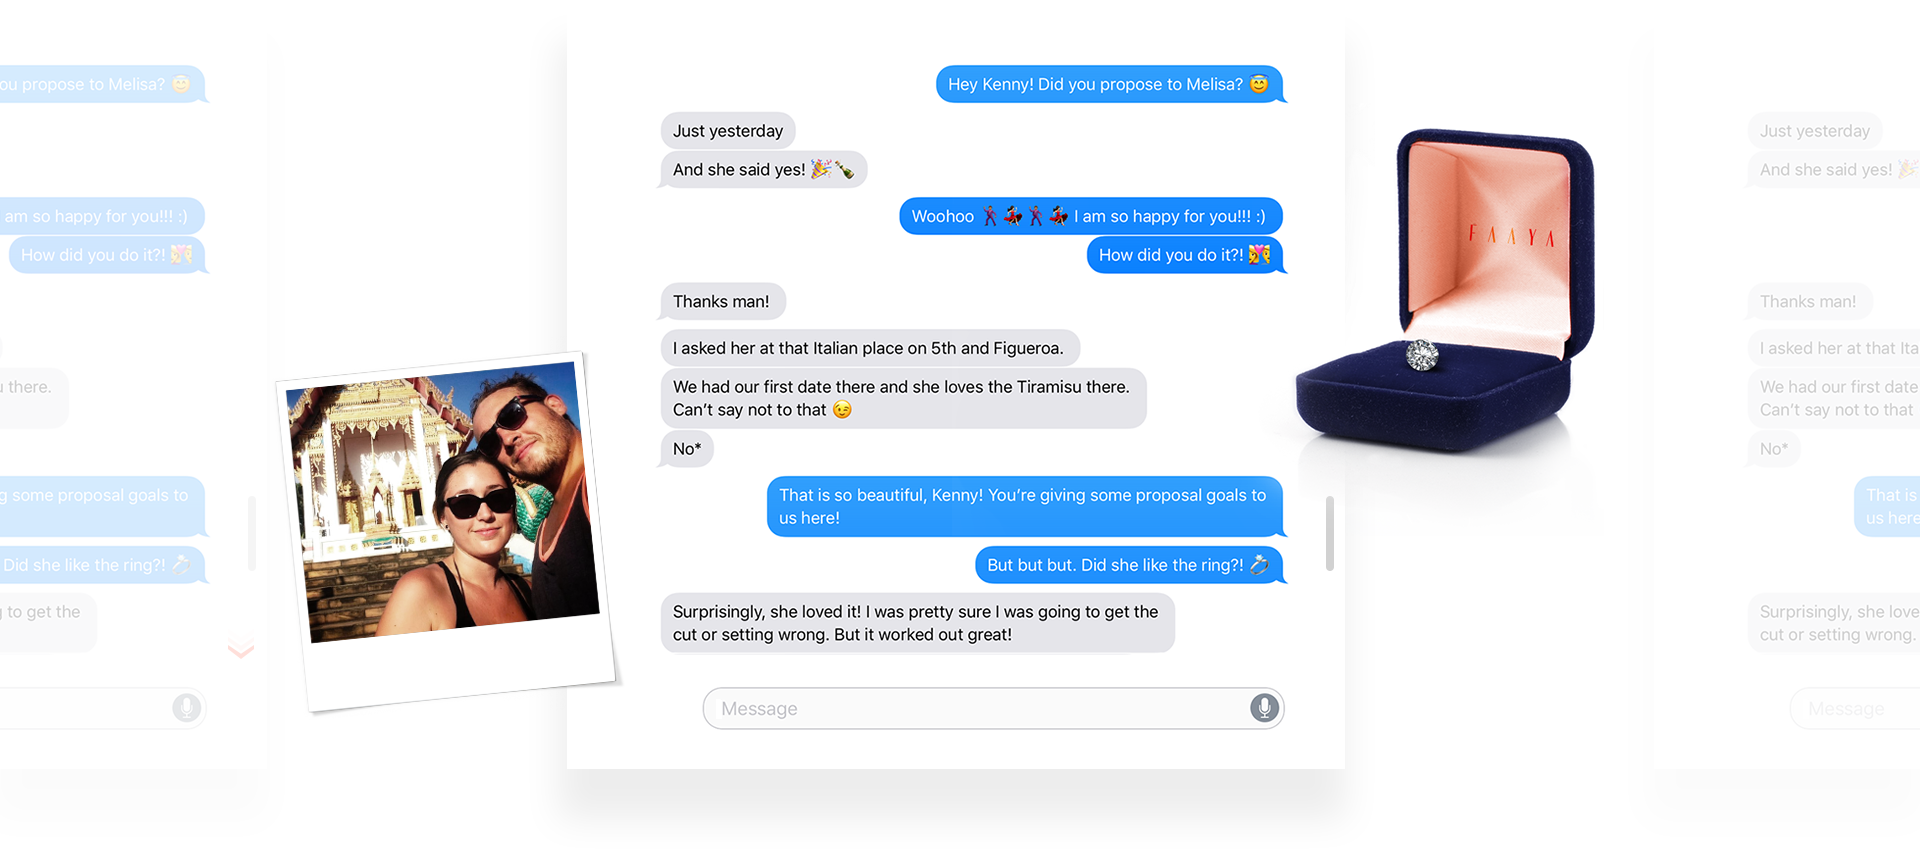 ou propose to Melisa? 😇
am so happy for you!!! :)
How did you do it?! 💏
u there.
g some proposal goals to
Did she like the ring?! 💍
g to get the
Hey Kenny! Did you propose to Melisa? 😇
Just yesterday
And she said yes! 🎉🍾
Woohoo 🕺💃🕺💃 I am so happy for you!!! :)
How did you do it?! 💏
Thanks man!
I asked her at that Italian place on 5th and Figueroa.
We had our first date there and she loves the Tiramisu there.
Can’t say not to that 😉
No*
That is so beautiful, Kenny! You’re giving some proposal goals to
us here!
But but but. Did she like the ring?! 💍
Surprisingly, she loved it! I was pretty sure I was going to get the
cut or setting wrong. But it worked out great!
Message
FAAYA
Just yesterday
And she said yes! 🎉
Thanks man!
I asked her at that Ita
We had our first date
Can’t say not to that
No*
That is
us here
Surprisingly, she love
cut or setting wrong.
Message